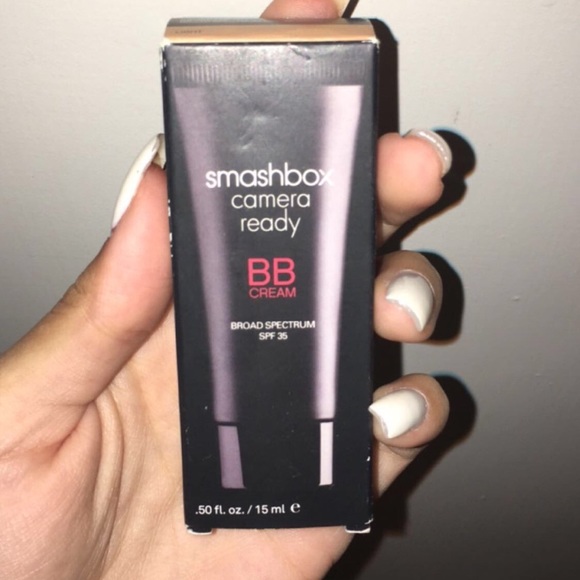 smashbox
camera
ready
BB
CREAM
BROAD SPECTRUM
SPF 35
.50 fl. oz. / 15 ml e